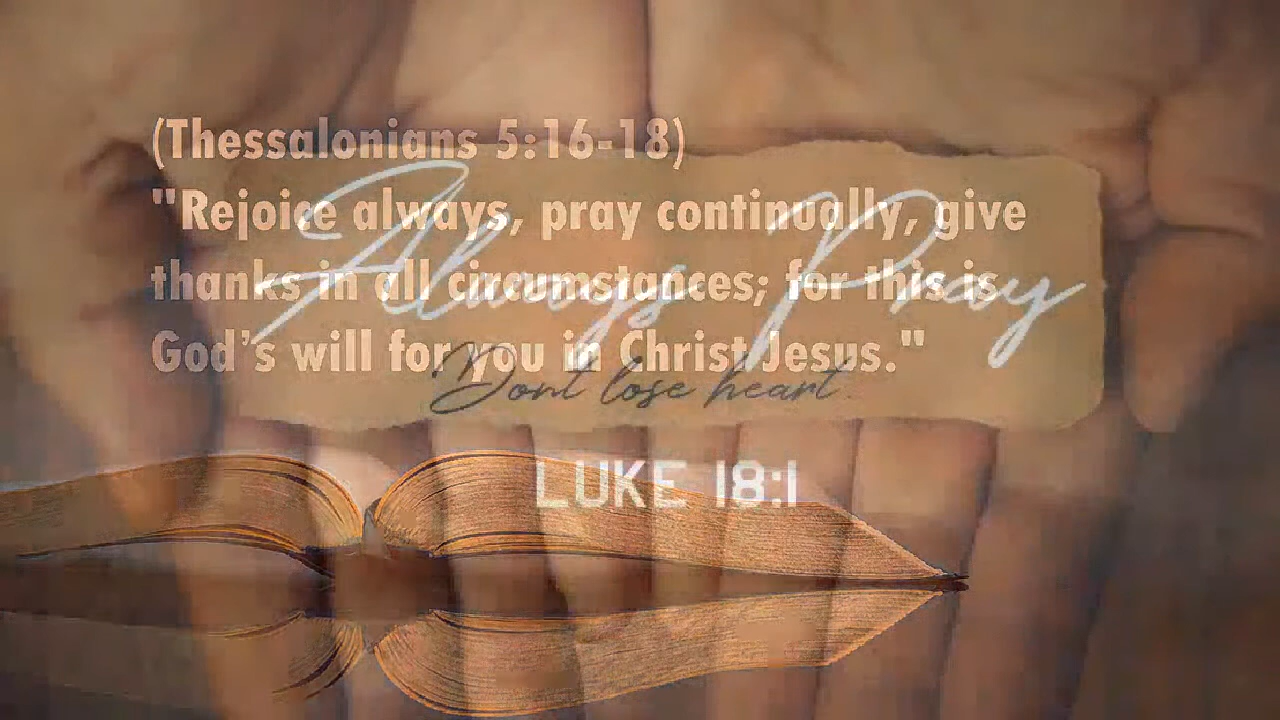 (Thessalonians 5:16-18)
"Rejoice always, pray continually, give
thanks in all circumstances; for this is
God’s will for you in Christ Jesus."
Always Pray
Dont lose heart
LUKE 18:1